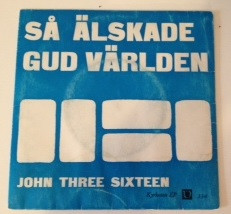 SÅ ÄLSKADE
GUD VÄRLDEN
JOHN THREE SIXTEEN